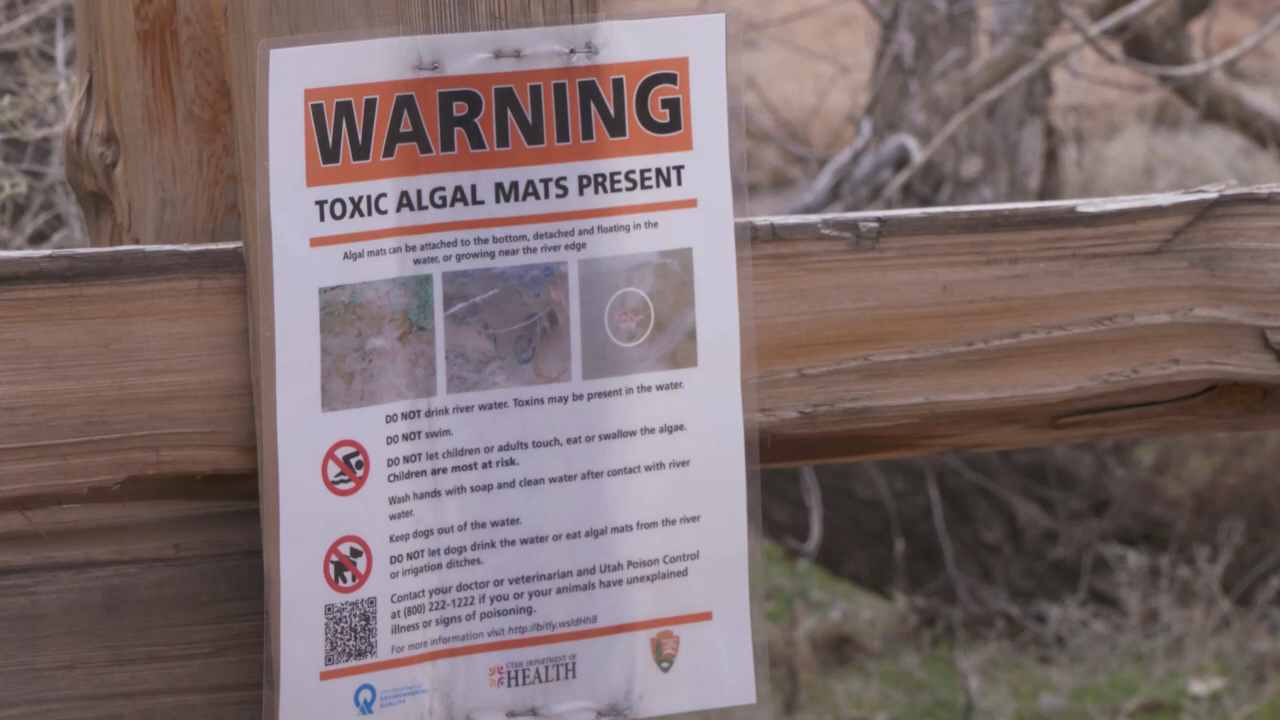 WARNING
TOXIC ALGAL MATS PRESENT
Algal mats can be attached to the bottom, detached and floating in the
water, or growing near the river edge
DO NOT drink river water. Toxins may be present in the water.
DO NOT swim.
DO NOT let children or adults touch, eat or swallow the algae.
Children are most at risk.
Wash hands with soap and clean water after contact with river
water.
Keep dogs out of the water.
DO NOT let dogs drink the water or eat algal mats from the river
or irrigation ditches.
Contact your doctor or veterinarian and Utah Poison Control
at (800) 222-1222 if you or your animals have unexplained
illness or signs of poisoning.
For more information visit http://bitly.ws/dHhB
UTAH DEPARTMENT OF
HEALTH
ENVIRONMENTAL
QUALITY